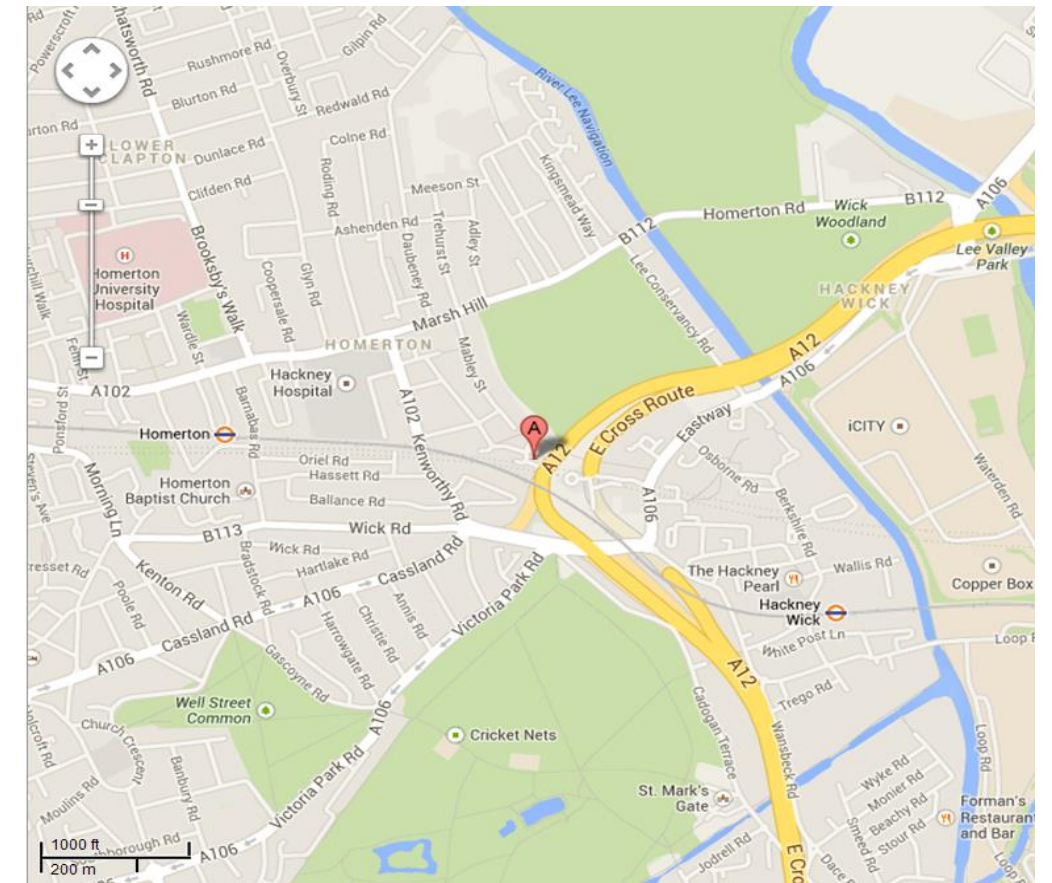 Chatsworth Rd
Powerscroft Rd
Rushmore Rd
Overbury St
Gilpin Rd
Blurton Rd
Redwald Rd
LOWER
CLAPTON
Dunlace Rd
Colne Rd
Clifden Rd
Roding Rd
Meeson St
Ashenden Rd
Daubeney Rd
Trehurst St
Adley St
Kingsmead Way
River Lee Navigation
B112
Homerton Rd
B112
A106
Wick
Woodland
Lee Valley
Park
HACKNEY
WICK
H
Homerton
University
Hospital
Brooksby's Walk
Coopersale Rd
Glyn Rd
Wardle St
Marsh Hill
HOMERTON
Mabley St
Lee Conservancy Rd
A12
A106
E Cross Route
Eastway
Hackney
Hospital
A102
Fenn St
Ponsford St
Barnabas Rd
A102
Kenworthy Rd
Homerton
A
A12
iCITY
Waterden Rd
Osborne Rd
Berkshire Rd
A106
Oriel Rd
Hassett Rd
Ballance Rd
Homerton
Baptist Church
Morning Ln
B113
Wick Rd
Wick Rd
Hartlake Rd
Bradstock Rd
Kenton Rd
Poole Rd
A106
Cassland Rd
Cassland Rd
A106
Annis Rd
Christie Rd
Harrowgate Rd
Gascoyne Rd
Victoria Park Rd
The Hackney
Pearl
Wallis Rd
Copper Box
Hackney
Wick
White Post Ln
Trego Rd
A12
Cadogan Terrace
Wansbeck Rd
Well Street
Common
Cricket Nets
A106
Victoria Park Rd
Church Crescent
Banbury Rd
Moulins Rd
A106
St. Mark's
Gate
Jodrell Rd
Wyke Rd
Monier Rd
Beachy Rd
Stour Rd
Smeed Rd
Dace
Loop Rd
Forman's
Restaurant
and Bar
1000 ft
200 m